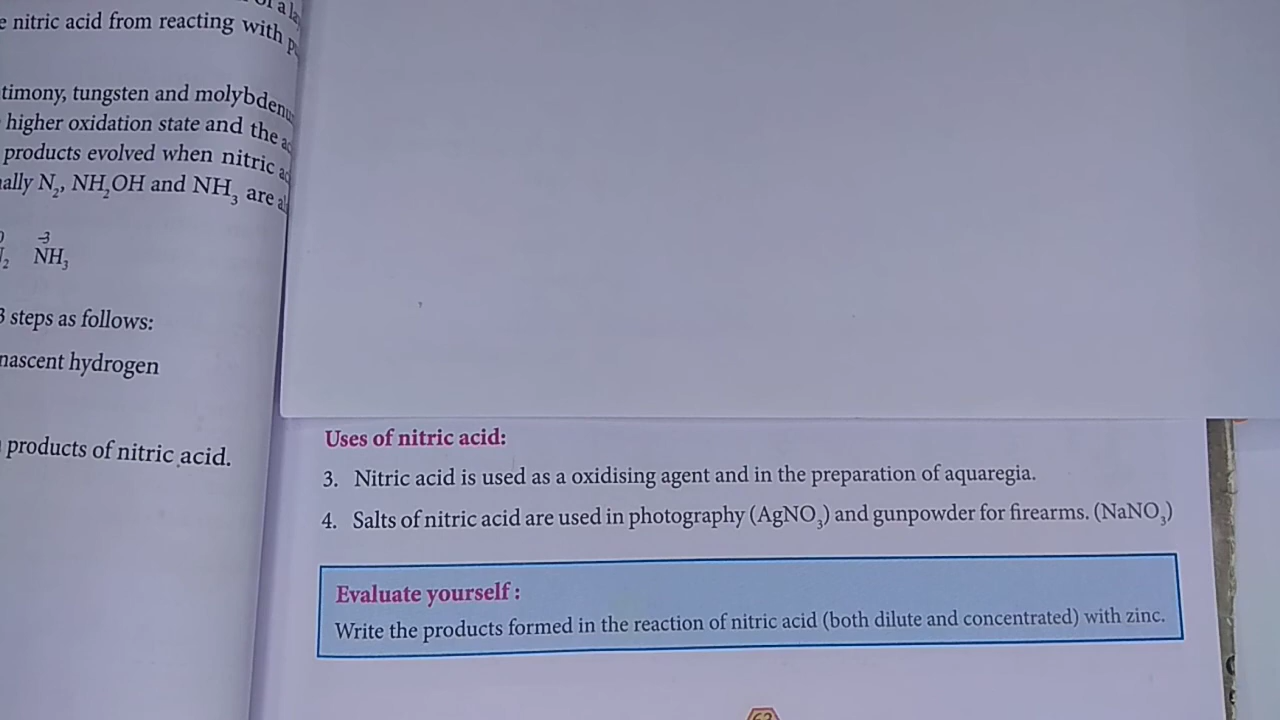 nitric acid from reacting with
tungsten and molybdenu
higher oxidation state and the
products evolved when nitric
N₂, NH₂OH and NH₃ are
-3
NH₃
3 steps as follows:
nascent hydrogen
products of nitric acid.
Uses of nitric acid:
3. Nitric acid is used as a oxidising agent and in the preparation of aquaregia.
4. Salts of nitric acid are used in photography (AgNO₃) and gunpowder for firearms. (NaNO₃)
Evaluate yourself :
Write the products formed in the reaction of nitric acid (both dilute and concentrated) with zinc.